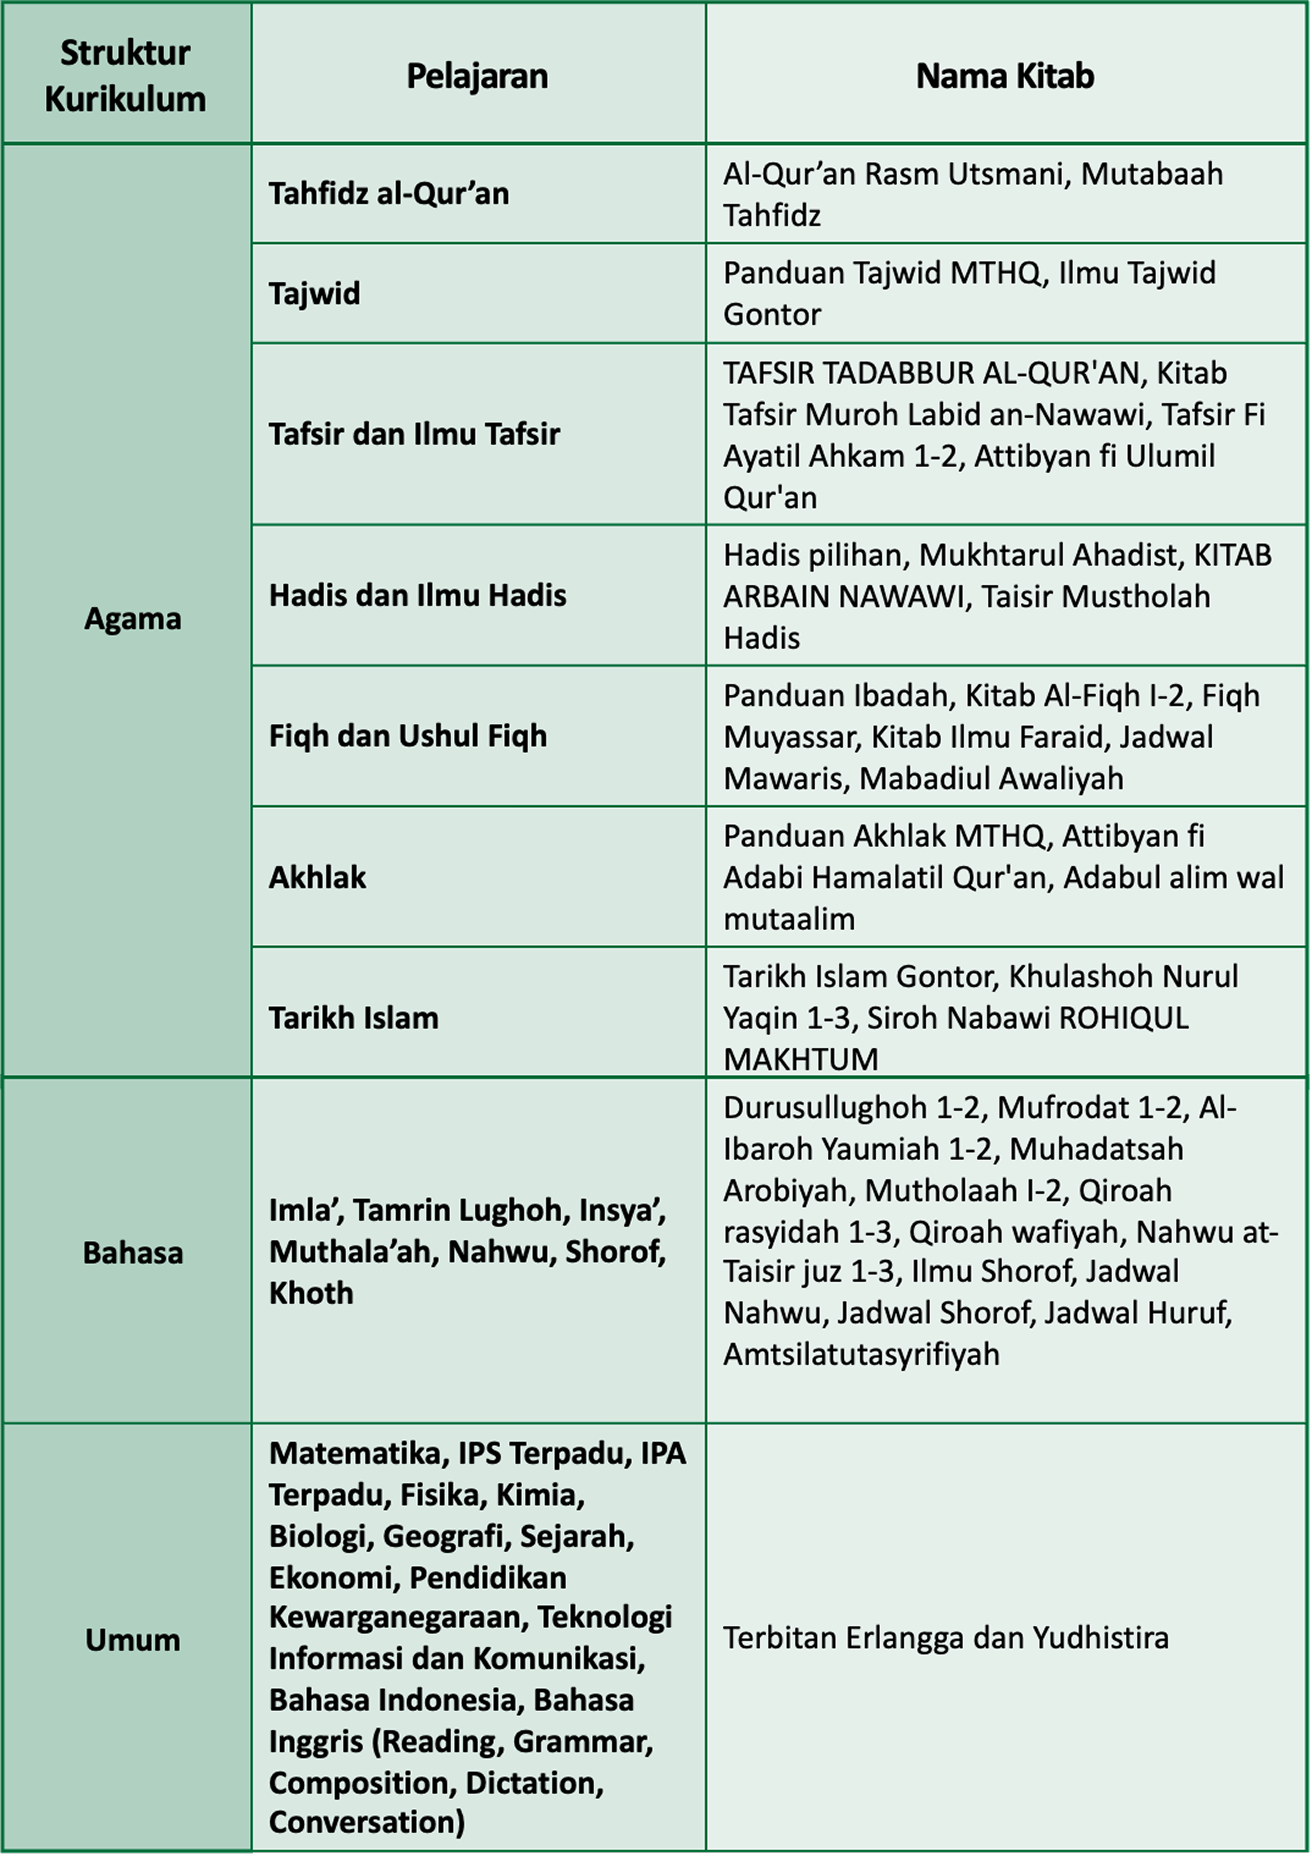 Struktur
Kurikulum
Pelajaran
Nama Kitab
Agama
Tahfidz al-Qur’an
Al-Qur’an Rasm Utsmani, Mutabaah
Tahfidz
Tajwid
Panduan Tajwid MTHQ, Ilmu Tajwid
Gontor
Tafsir dan Ilmu Tafsir
TAFSIR TADABBUR AL-QUR'AN, Kitab
Tafsir Muroh Labid an-Nawawi, Tafsir Fi
Ayatil Ahkam 1-2, Attibyan fi Ulumil
Qur'an
Hadis dan Ilmu Hadis
Hadis pilihan, Mukhtarul Ahadist, KITAB
ARBAIN NAWAWI, Taisir Mustholah
Hadis
Fiqh dan Ushul Fiqh
Panduan Ibadah, Kitab Al-Fiqh I-2, Fiqh
Muyassar, Kitab Ilmu Faraid, Jadwal
Mawaris, Mabadiul Awaliyah
Akhlak
Panduan Akhlak MTHQ, Attibyan fi
Adabi Hamalatil Qur'an, Adabul alim wal
mutaalim
Tarikh Islam
Tarikh Islam Gontor, Khulashoh Nurul
Yaqin 1-3, Siroh Nabawi ROHIQUL
MAKHTUM
Bahasa
Imla’, Tamrin Lughoh, Insya’,
Muthala’ah, Nahwu, Shorof,
Khoth
Durusullughoh 1-2, Mufrodat 1-2, Al-
Ibaroh Yaumiah 1-2, Muhadatsah
Arobiyah, Mutholaah I-2, Qiroah
rasyidah 1-3, Qiroah wafiyah, Nahwu at-
Taisir juz 1-3, Ilmu Shorof, Jadwal
Nahwu, Jadwal Shorof, Jadwal Huruf,
Amtsilatutasyrifiyah
Umum
Matematika, IPS Terpadu, IPA
Terpadu, Fisika, Kimia,
Biologi, Geografi, Sejarah,
Ekonomi, Pendidikan
Kewarganegaraan, Teknologi
Informasi dan Komunikasi,
Bahasa Indonesia, Bahasa
Inggris (Reading, Grammar,
Composition, Dictation,
Conversation)
Terbitan Erlangga dan Yudhistira